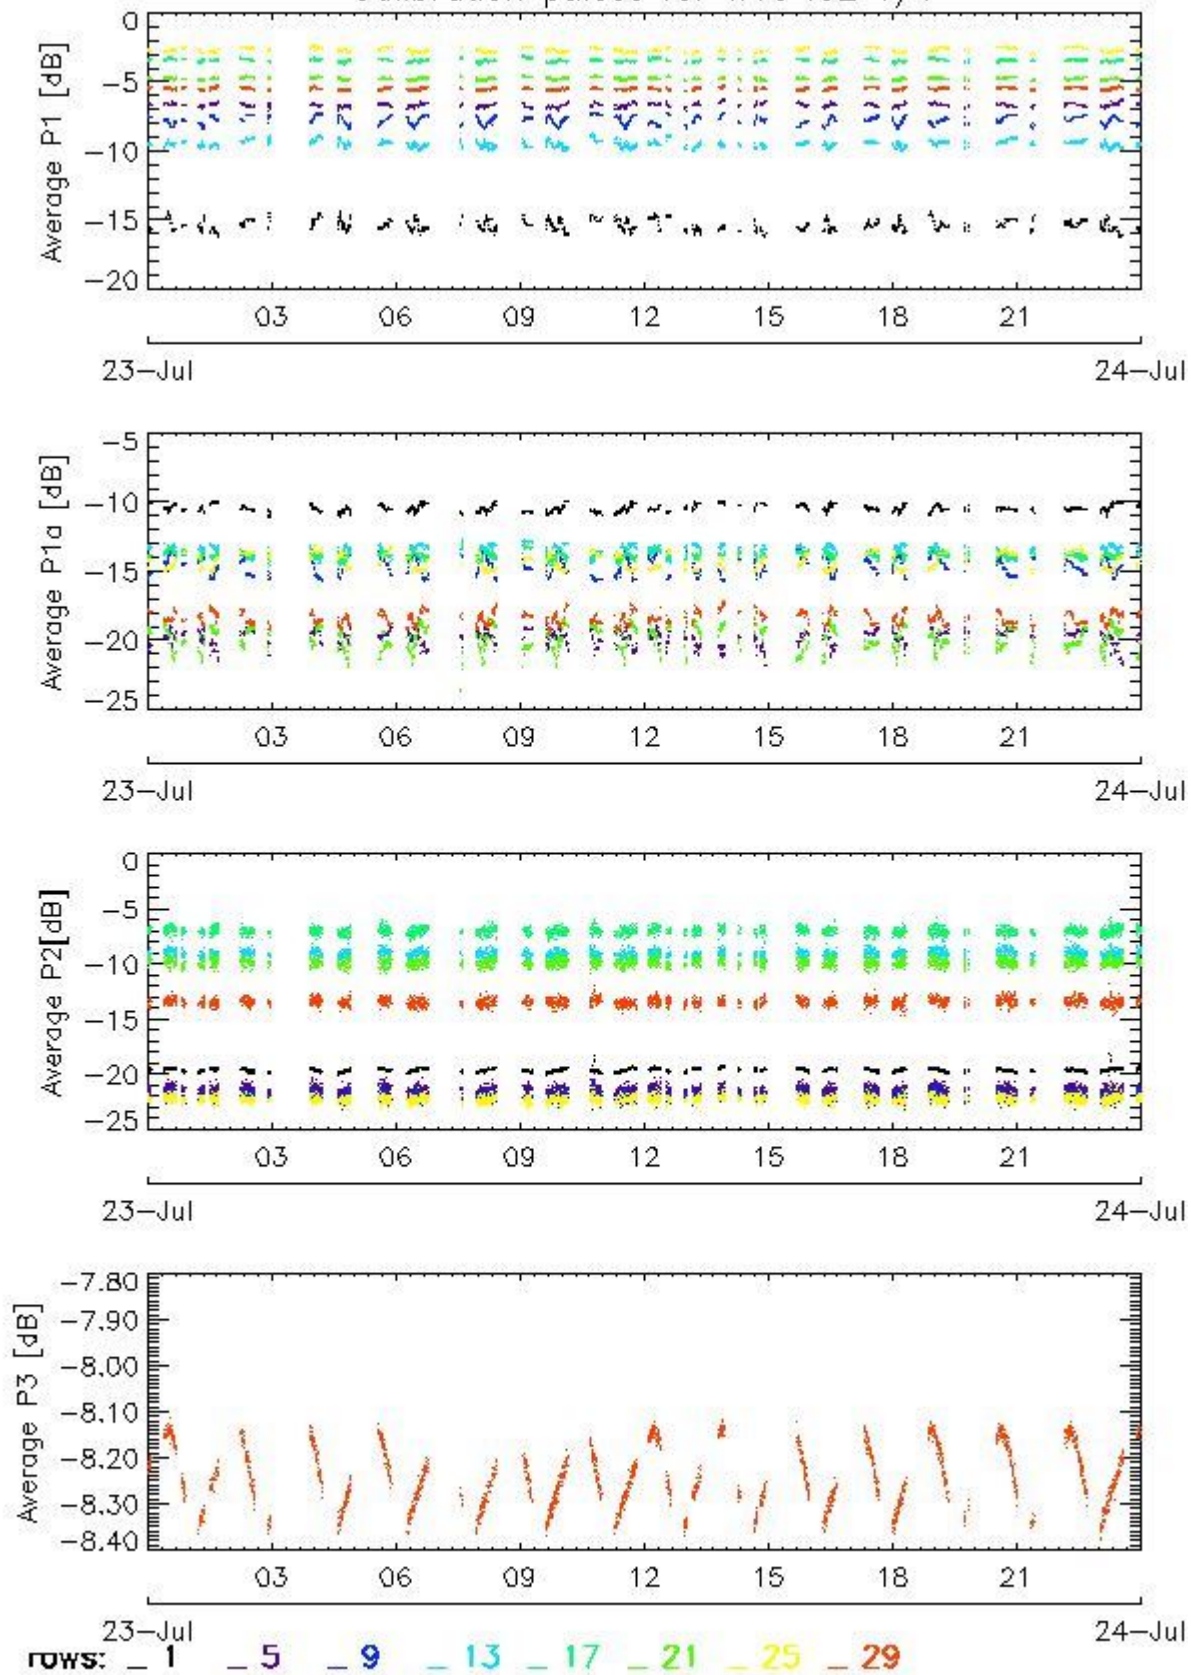 Average P1 [dB]
0
−5
−10
−15
−20
03 06 09 12 15 18 21
23−Jul 24−Jul
Average P1a [dB]
−5
−10
−15
−20
−25
03 06 09 12 15 18 21
23−Jul 24−Jul
Average P2[dB]
0
−5
−10
−15
−20
−25
03 06 09 12 15 18 21
23−Jul 24−Jul
Average P3 [dB]
−7.80
−7.90
−8.00
−8.10
−8.20
−8.30
−8.40
03 06 09 12 15 18 21
23−Jul 24−Jul
rows: _ 1 _ 5 _ 9 _ 13 _ 17 _ 21 _ 25 _ 29